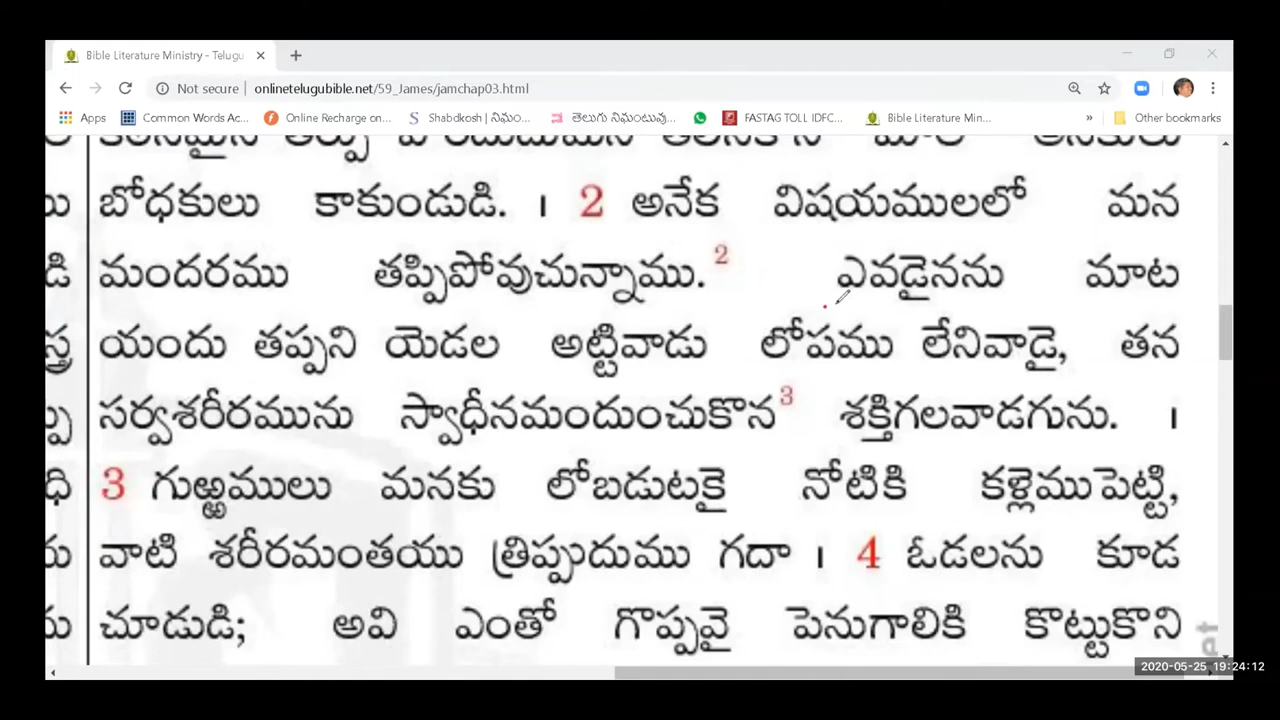 Bible Literature Ministry - Telugu
Not secure onlinetelugubible.net/59_James/jamchap03.html
Apps Common Words Ac... Online Recharge on... Shabdkosh | నిఘం... తెలుగు నిఘంటువు... FASTAG TOLL IDFC... Bible Literature Min... » Other bookmarks
బోధకులు కాకుండుడి. । 2 అనేక విషయములలో మన
మందరము తప్పిపోవుచున్నాము. 2 ఎవడైనను మాట
యందు తప్పని యెడల అట్టివాడు లోపము లేనివాడై, తన
సర్వశరీరమును స్వాధీనమందుంచుకొన 3 శక్తిగలవాడగును. ।
3 గుఱ్ఱములు మనకు లోబడుటకై నోటికి కళ్లెముపెట్టి,
వాటి శరీరమంతయు త్రిప్పుదుము గదా । 4 ఓడలను కూడ
చూడుడి; అవి ఎంతో గొప్పవై పెనుగాలికి కొట్టుకొని
2020-05-25 19:24:12